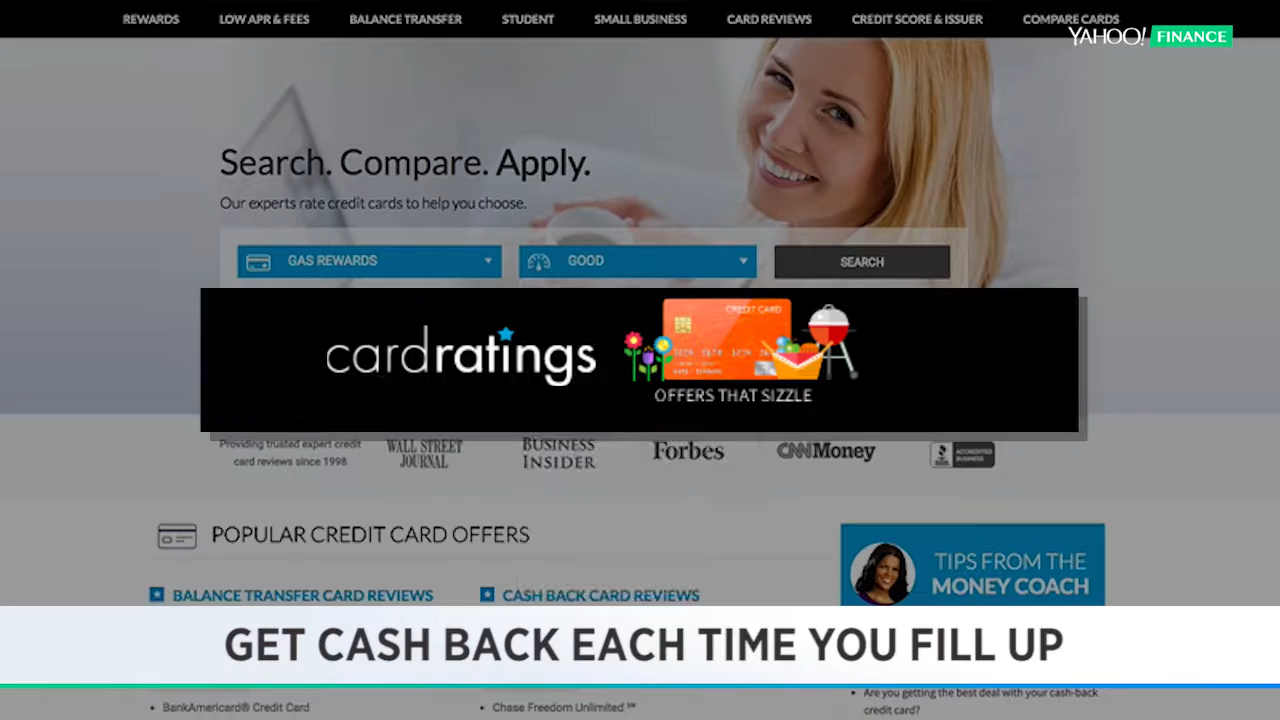 REWARDS LOW APR & FEES BALANCE TRANSFER STUDENT SMALL BUSINESS CARD REVIEWS CREDIT SCORE & ISSUER COMPARE CARDS
YAHOO! FINANCE
Search. Compare. Apply.
Our experts rate credit cards to help you choose.
GAS REWARDS GOOD SEARCH
cardratings
CREDIT CARD
OFFERS THAT SIZZLE
Providing trusted expert credit
card reviews since 1998
WALL STREET
JOURNAL
BUSINESS
INSIDER
Forbes
CNNMoney
ACCREDITED
BUSINESS
POPULAR CREDIT CARD OFFERS
TIPS FROM THE
MONEY COACH
BALANCE TRANSFER CARD REVIEWS CASH BACK CARD REVIEWS
GET CASH BACK EACH TIME YOU FILL UP
• Are you getting the best deal with your cash-back
credit card?
• BankAmericard® Credit Card • Chase Freedom Unlimited ℠